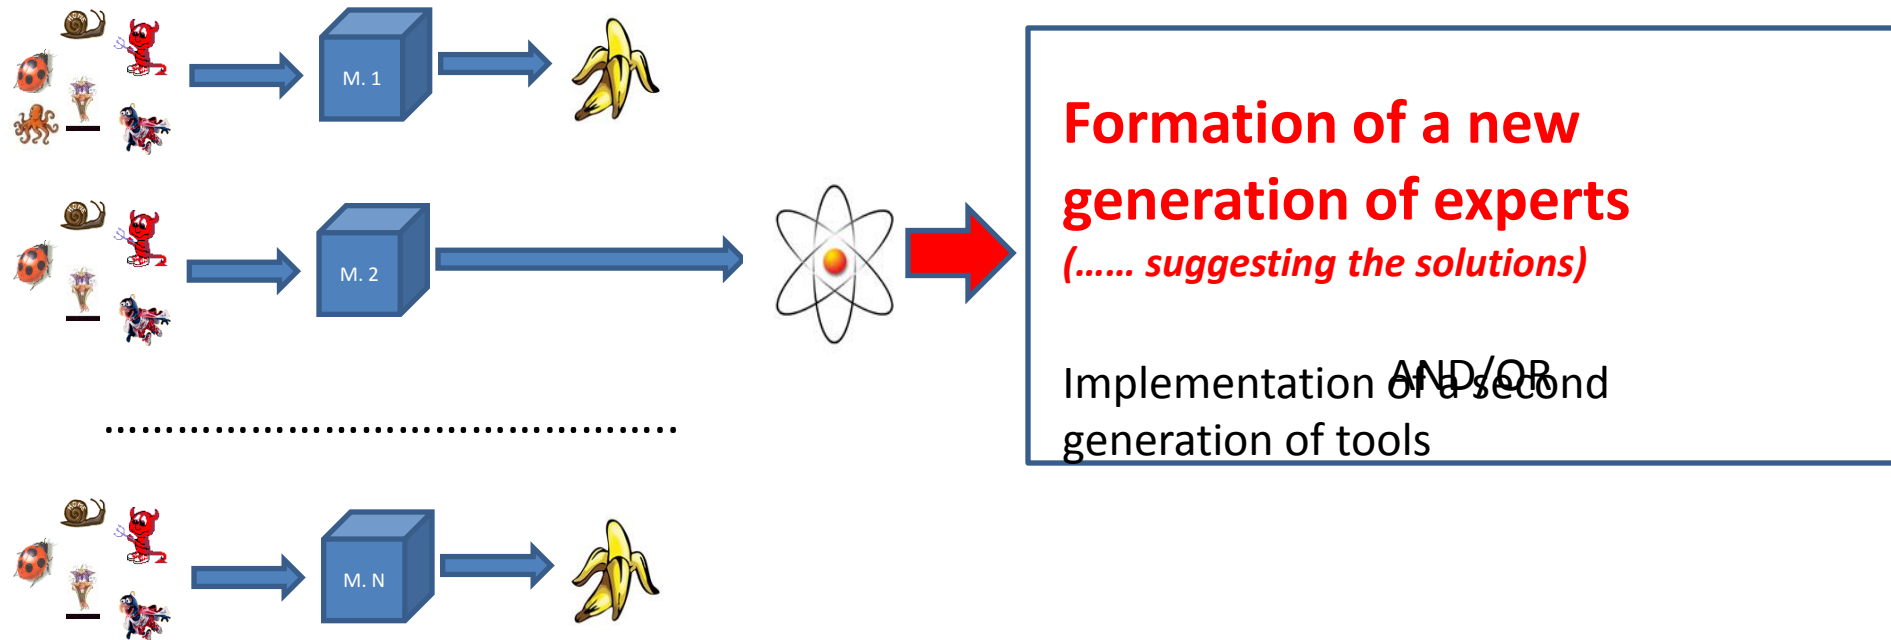 M. 1
Formation of a new
generation of experts
(...... suggesting the solutions)
M. 2
AND/OR
Implementation of a second
generation of tools
M. N